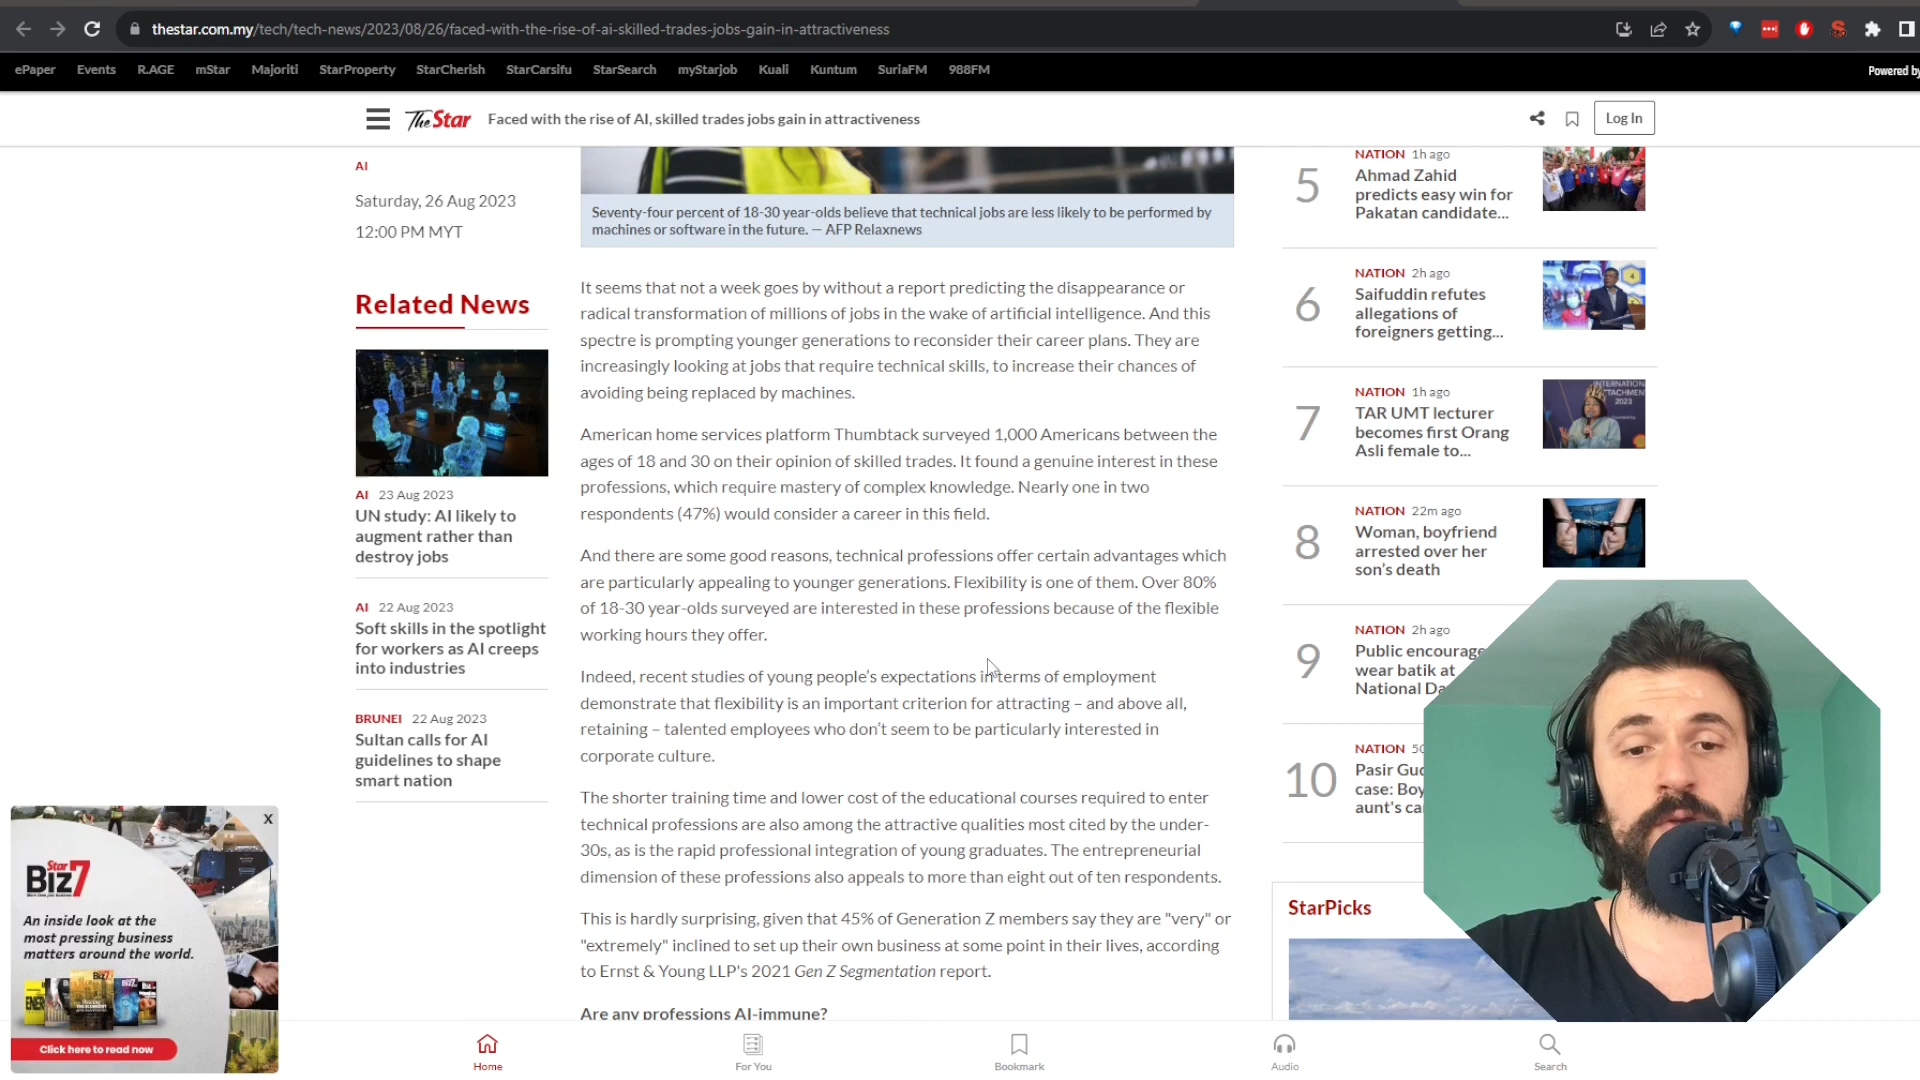 thestar.com.my/tech/tech-news/2023/08/26/faced-with-the-rise-of-ai-skilled-trades-jobs-gain-in-attractiveness
ePaper Events R.AGE mStar Majoriti StarProperty StarCherish StarCarsifu StarSearch myStarjob Kuali Kuntum SuriaFM 988FM Powered by
The Star Faced with the rise of AI, skilled trades jobs gain in attractiveness Log In
AI
Saturday, 26 Aug 2023
12:00 PM MYT
Related News
AI 23 Aug 2023
UN study: AI likely to
augment rather than
destroy jobs
AI 22 Aug 2023
Soft skills in the spotlight
for workers as AI creeps
into industries
BRUNEI 22 Aug 2023
Sultan calls for AI
guidelines to shape
smart nation
Seventy-four percent of 18-30 year-olds believe that technical jobs are less likely to be performed by
machines or software in the future. — AFP Relaxnews
It seems that not a week goes by without a report predicting the disappearance or
radical transformation of millions of jobs in the wake of artificial intelligence. And this
spectre is prompting younger generations to reconsider their career plans. They are
increasingly looking at jobs that require technical skills, to increase their chances of
avoiding being replaced by machines.
American home services platform Thumbtack surveyed 1,000 Americans between the
ages of 18 and 30 on their opinion of skilled trades. It found a genuine interest in these
professions, which require mastery of complex knowledge. Nearly one in two
respondents (47%) would consider a career in this field.
And there are some good reasons, technical professions offer certain advantages which
are particularly appealing to younger generations. Flexibility is one of them. Over 80%
of 18-30 year-olds surveyed are interested in these professions because of the flexible
working hours they offer.
Indeed, recent studies of young people's expectations in terms of employment
demonstrate that flexibility is an important criterion for attracting – and above all,
retaining – talented employees who don't seem to be particularly interested in
corporate culture.
The shorter training time and lower cost of the educational courses required to enter
technical professions are also among the attractive qualities most cited by the under-
30s, as is the rapid professional integration of young graduates. The entrepreneurial
dimension of these professions also appeals to more than eight out of ten respondents.
This is hardly surprising, given that 45% of Generation Z members say they are "very" or
"extremely" inclined to set up their own business at some point in their lives, according
to Ernst & Young LLP's 2021 Gen Z Segmentation report.
Are any professions AI-immune?
5
NATION 1h ago
Ahmad Zahid
predicts easy win for
Pakatan candidate...
6
NATION 2h ago
Saifuddin refutes
allegations of
foreigners getting...
7
NATION 1h ago
TAR UMT lecturer
becomes first Orang
Asli female to...
INTERNATION
TTACHMEN
2023
8
NATION 22m ago
Woman, boyfriend
arrested over her
son's death
9
NATION 2h ago
Public encourage
wear batik at
National Da
10
NATION 50
Pasir Gud
case: Boy
aunt's ca
StarPicks
X
Star
Biz7
An inside look at the
most pressing business
matters around the world.
Click here to read now
Home For You Bookmark Audio Search